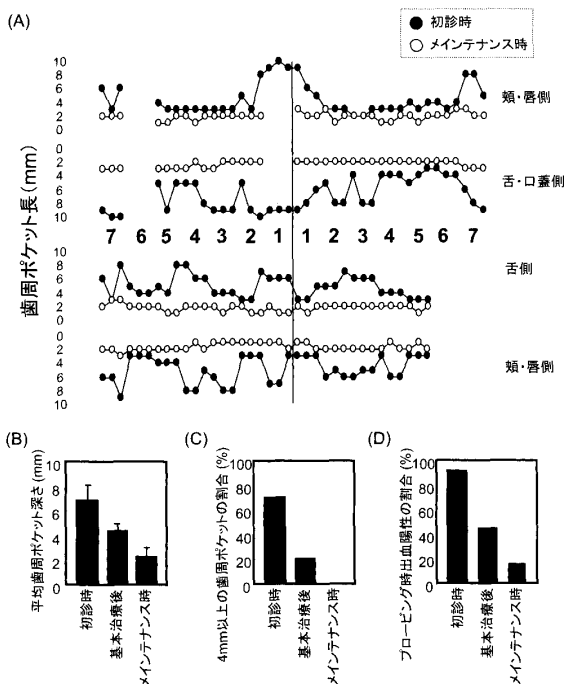 (A)
● 初診時
○ メインテナンス時
歯周ポケット長(mm)
10
8
6
4
2
0
頬・唇側
0
2
4
6
8
10
舌・口蓋側
7 6 5 4 3 2 1 1 2 3 4 5 6 7
10
8
6
4
2
0
舌側
0
2
4
6
8
10
頬・唇側
(B)
平均歯周ポケット深さ(mm)
10
8
6
4
2
0
初診時
基本治療後
メインテナンス時
(C)
4mm以上の歯周ポケットの割合(%)
100
80
60
40
20
0
初診時
基本治療後
メインテナンス時
(D)
プロービング時出血陽性の割合(%)
100
80
60
40
20
0
初診時
基本治療後
メインテナンス時